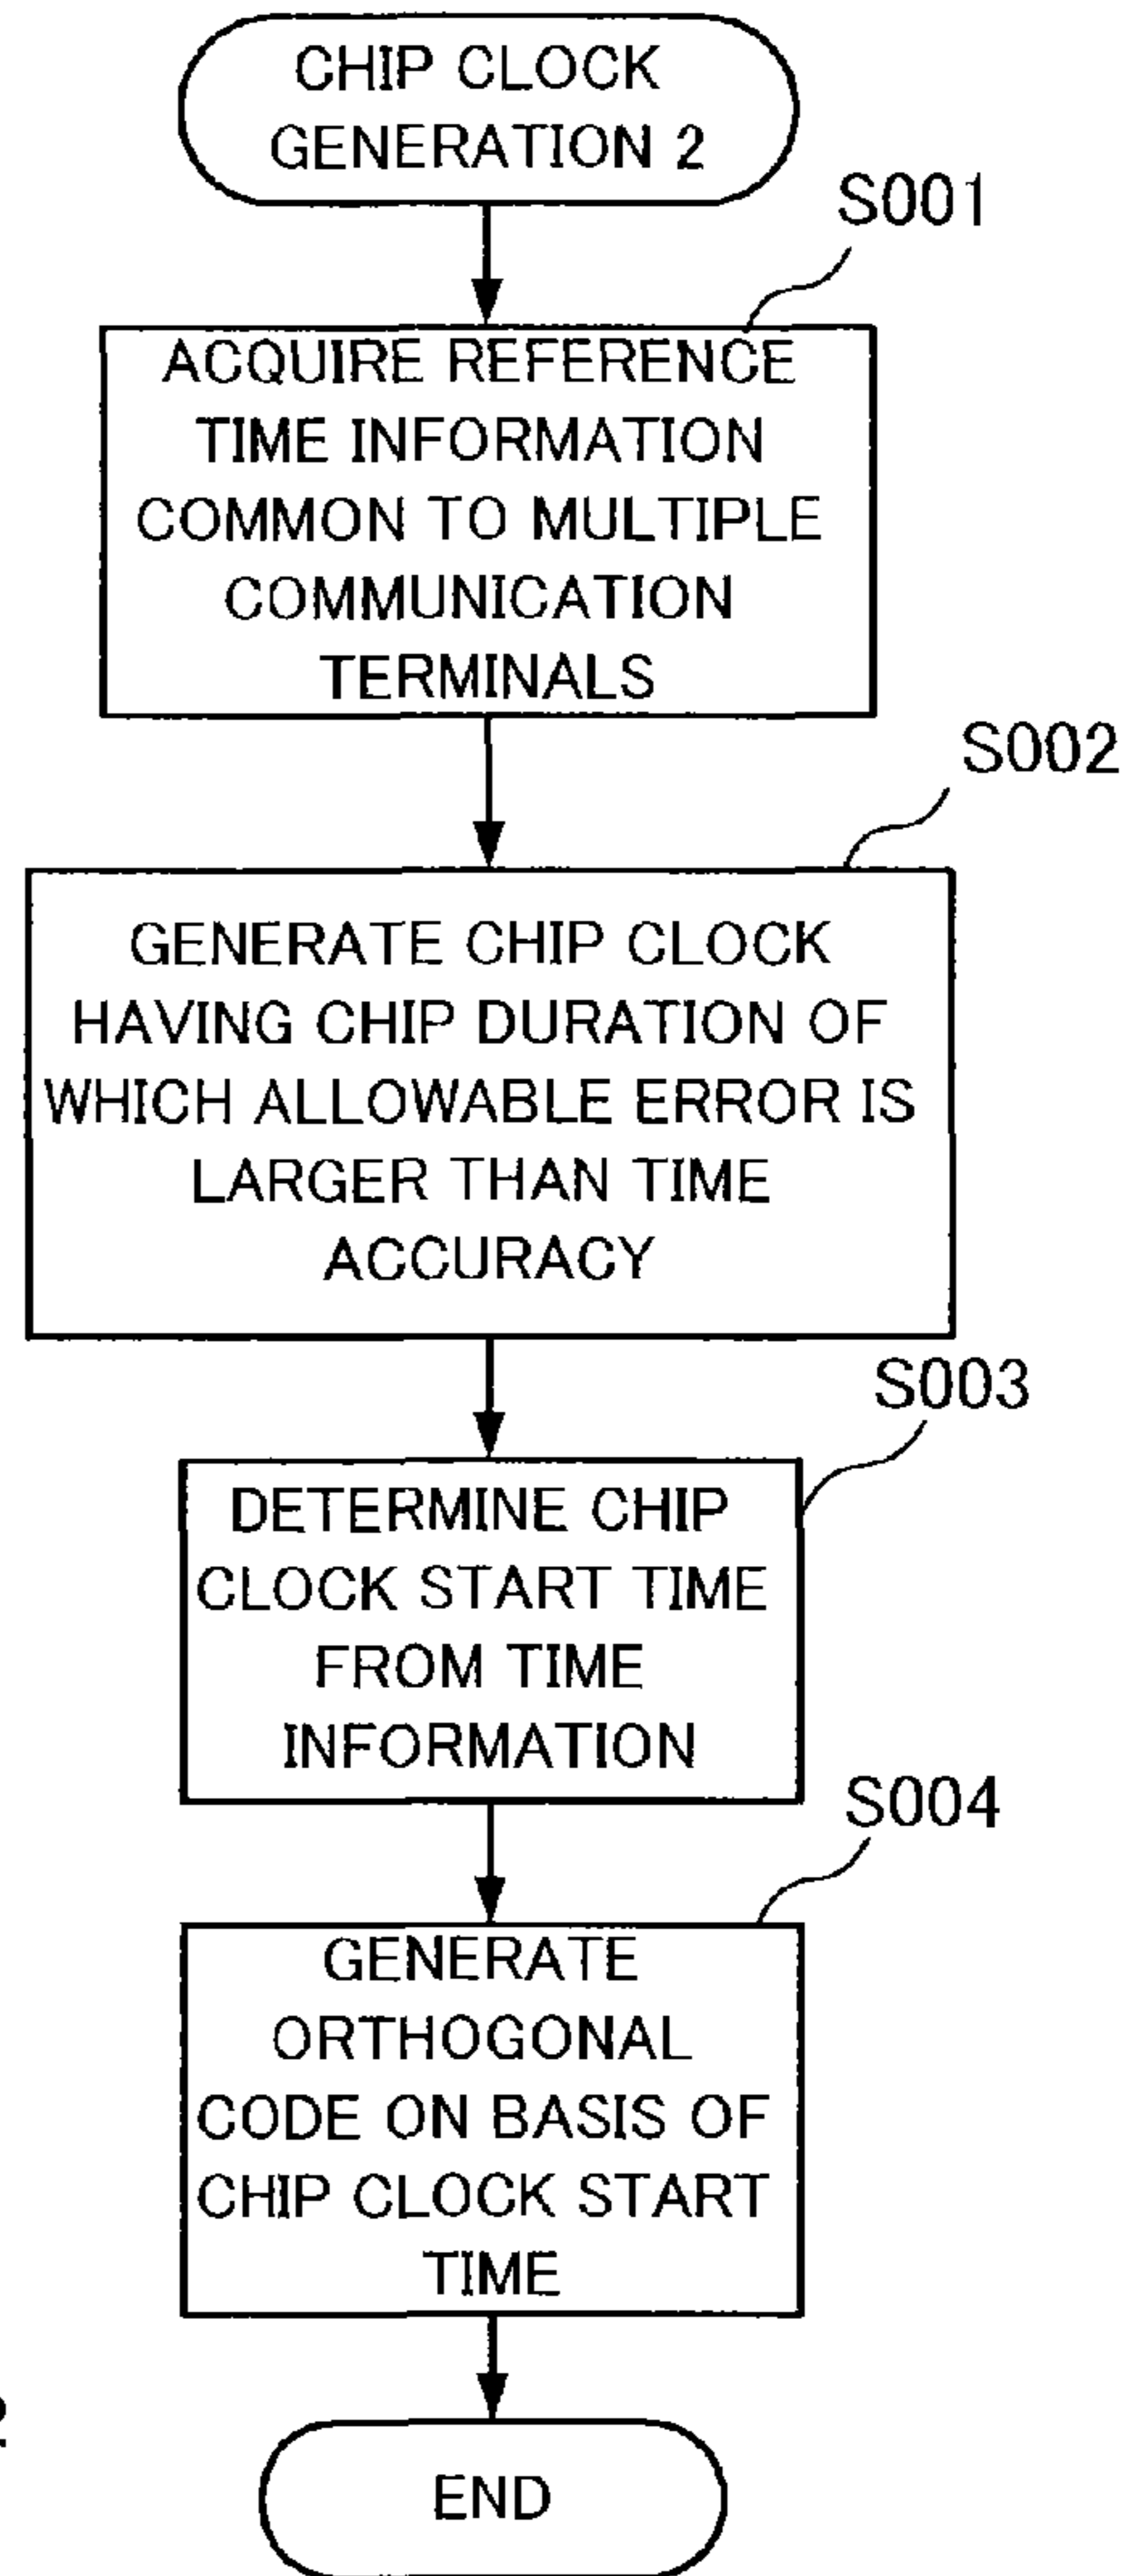 CHIP CLOCK
GENERATION 2
S001
ACQUIRE REFERENCE
TIME INFORMATION
COMMON TO MULTIPLE
COMMUNICATION
TERMINALS
S002
GENERATE CHIP CLOCK
HAVING CHIP DURATION OF
WHICH ALLOWABLE ERROR IS
LARGER THAN TIME
ACCURACY
S003
DETERMINE CHIP
CLOCK START TIME
FROM TIME
INFORMATION
S004
GENERATE
ORTHOGONAL
CODE ON BASIS OF
CHIP CLOCK START
TIME
END